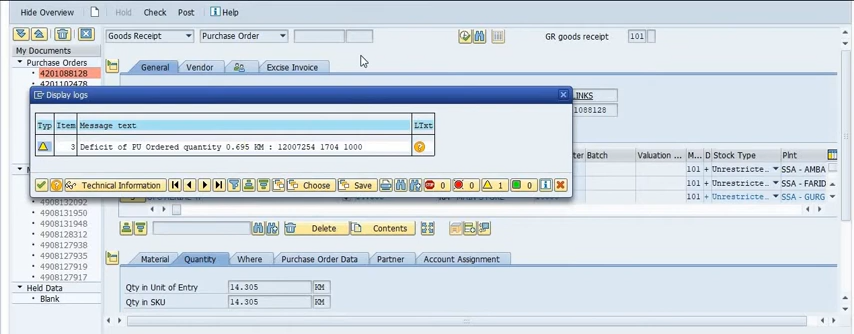 Hide Overview Hold Check Post Help
Goods Receipt Purchase Order GR goods receipt 101
My Documents
Purchase Orders
4201088128
4201102478
General Vendor Excise Invoice
Display logs
LINKS
1088128
Typ Item Message text LTxt
3 Deficit of PU Ordered quantity 0.695 KM : 12007254 1704 1000
ter Batch Valuation ... M... D Stock Type Plnt
101 + Unrestricte... SSA - AMBA
101 + Unrestricte... SSA - FARID
101 + Unrestricte... SSA - GURG
Technical Information Choose Save 0 0 1 0
4908132092
4908131950
4908131948
4908128312
4908127938
4908127935
4908127919
4908127917
Delete Contents
Material Quantity Where Purchase Order Data Partner Account Assignment
Qty in Unit of Entry 14.305 KM
Qty in SKU 14.305 KM
Held Data
Blank